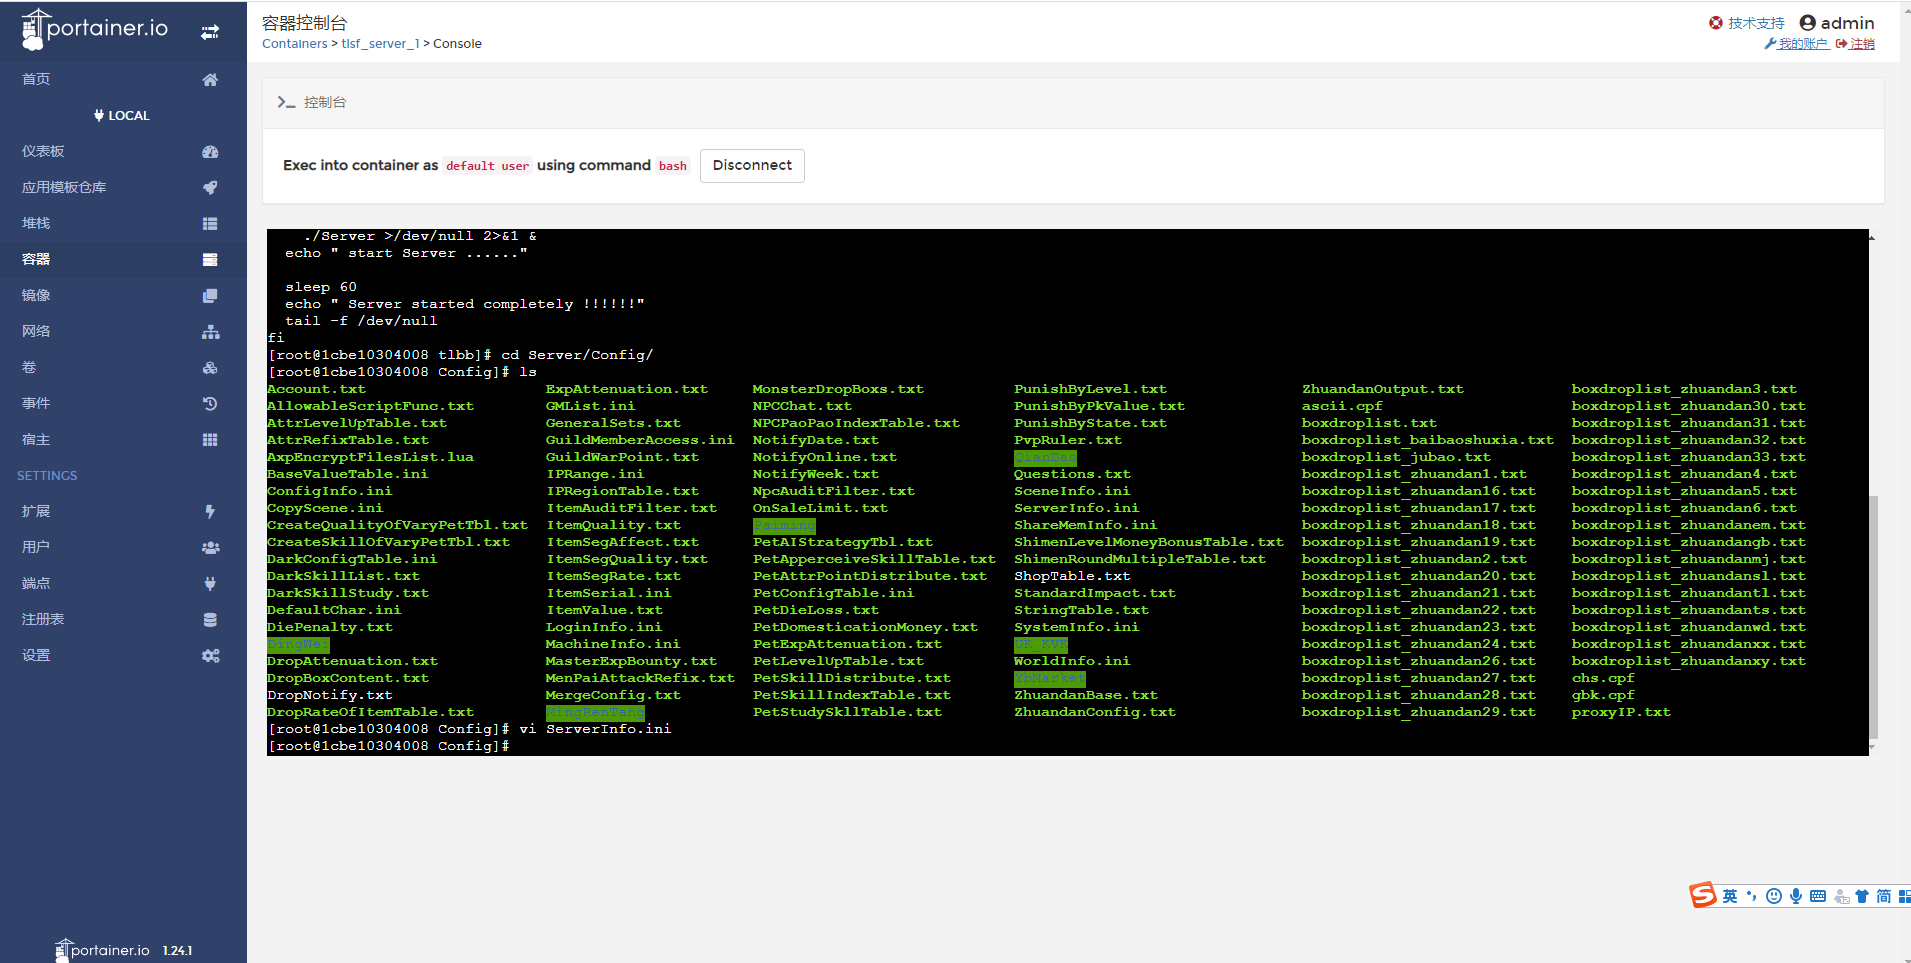 portainer.io
首页
LOCAL
仪表板
应用模板仓库
堆栈
容器
镜像
网络
卷
事件
宿主
SETTINGS
扩展
用户
端点
注册表
设置
portainer.io 1.24.1
容器控制台
Containers > tlsf_server_1 > Console
技术支持 admin
我的账户 注销
控制台
Exec into container as default user using command bash Disconnect
./Server >/dev/null 2>&1 &
echo " start Server ......"
sleep 60
echo " Server started completely !!!!!!"
tail -f /dev/null
fi
[root@1cbe10304008 tlbb]# cd Server/Config/
[root@1cbe10304008 Config]# ls
Account.txt ExpAttenuation.txt MonsterDropBoxs.txt PunishByLevel.txt ZhuandanOutput.txt boxdroplist_zhuandan3.txt
AllowableScriptFunc.txt GMList.ini NPCChat.txt PunishByPkValue.txt ascii.cpf boxdroplist_zhuandan30.txt
AttrLevelUpTable.txt GeneralSets.txt NPCPaoPaoIndexTable.txt PunishByState.txt boxdroplist.txt boxdroplist_zhuandan31.txt
AttrRefixTable.txt GuildMemberAccess.ini NotifyDate.txt PvpRuler.txt boxdroplist_baibaoshuxia.txt boxdroplist_zhuandan32.txt
AxpEncryptFilesList.lua GuildWarPoint.txt NotifyOnline.txt QianDao boxdroplist_jubao.txt boxdroplist_zhuandan33.txt
BaseValueTable.ini IPRange.ini NotifyWeek.txt Questions.txt boxdroplist_zhuandan1.txt boxdroplist_zhuandan4.txt
ConfigInfo.ini IPRegionTable.txt NpcAuditFilter.txt SceneInfo.ini boxdroplist_zhuandan16.txt boxdroplist_zhuandan5.txt
CopyScene.ini ItemAuditFilter.txt OnSaleLimit.txt ServerInfo.ini boxdroplist_zhuandan17.txt boxdroplist_zhuandan6.txt
CreateQualityOfVaryPetTbl.txt ItemQuality.txt Paiming ShareMemInfo.ini boxdroplist_zhuandan18.txt boxdroplist_zhuandanem.txt
CreateSkillOfVaryPetTbl.txt ItemSegAffect.txt PetAIStrategyTbl.txt ShimenLevelMoneyBonusTable.txt boxdroplist_zhuandan19.txt boxdroplist_zhuandangb.txt
DarkConfigTable.ini ItemSegQuality.txt PetApperceiveSkillTable.txt ShimenRoundMultipleTable.txt boxdroplist_zhuandan2.txt boxdroplist_zhuandanmj.txt
DarkSkillList.txt ItemSegRate.txt PetAttrPointDistribute.txt ShopTable.txt boxdroplist_zhuandan20.txt boxdroplist_zhuandansl.txt
DarkSkillStudy.txt ItemSerial.ini PetConfigTable.ini StandardImpact.txt boxdroplist_zhuandan21.txt boxdroplist_zhuandantl.txt
DefaultChar.ini ItemValue.txt PetDieLoss.txt StringTable.txt boxdroplist_zhuandan22.txt boxdroplist_zhuandants.txt
DiePenalty.txt LoginInfo.ini PetDomesticationMoney.txt SystemInfo.ini boxdroplist_zhuandan23.txt boxdroplist_zhuandanwd.txt
DingWei MachineInfo.ini PetExpAttenuation.txt boxdroplist_zhuandan24.txt boxdroplist_zhuandanxx.txt
DropAttenuation.txt MasterExpBounty.txt PetLevelUpTable.txt WorldInfo.ini boxdroplist_zhuandan26.txt boxdroplist_zhuandanxy.txt
DropBoxContent.txt MenPaiAttackRefix.txt PetSkillDistribute.txt YbMarket boxdroplist_zhuandan27.txt chs.cpf
DropNotify.txt MergeConfig.txt PetSkillIndexTable.txt ZhuandanBase.txt boxdroplist_zhuandan28.txt gbk.cpf
DropRateOfItemTable.txt MingRenTang PetStudySkllTable.txt ZhuandanConfig.txt boxdroplist_zhuandan29.txt proxyIP.txt
[root@1cbe10304008 Config]# vi ServerInfo.ini
[root@1cbe10304008 Config]#
英 简